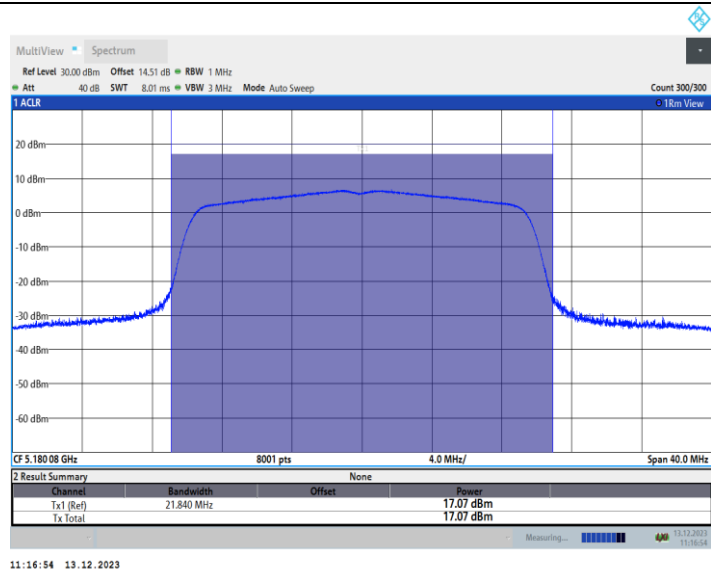 MultiView Spectrum
Ref Level 30.00 dBm Offset 14.51 dB RBW 1 MHz
Att 40 dB SWT 8.01 ms VBW 3 MHz Mode Auto Sweep Count 300/300
1 ACLR 1Rm View
20 dBm
10 dBm
0 dBm
-10 dBm
-20 dBm
-30 dBm
-40 dBm
-50 dBm
-60 dBm
CF 5.180 08 GHz 8001 pts 4.0 MHz/ Span 40.0 MHz
2 Result Summary None
Channel Bandwidth Offset Power
Tx1 (Ref) 21.840 MHz 17.07 dBm
Tx Total 17.07 dBm
Measuring... 13.12.2023
11:16:54
11:16:54 13.12.2023